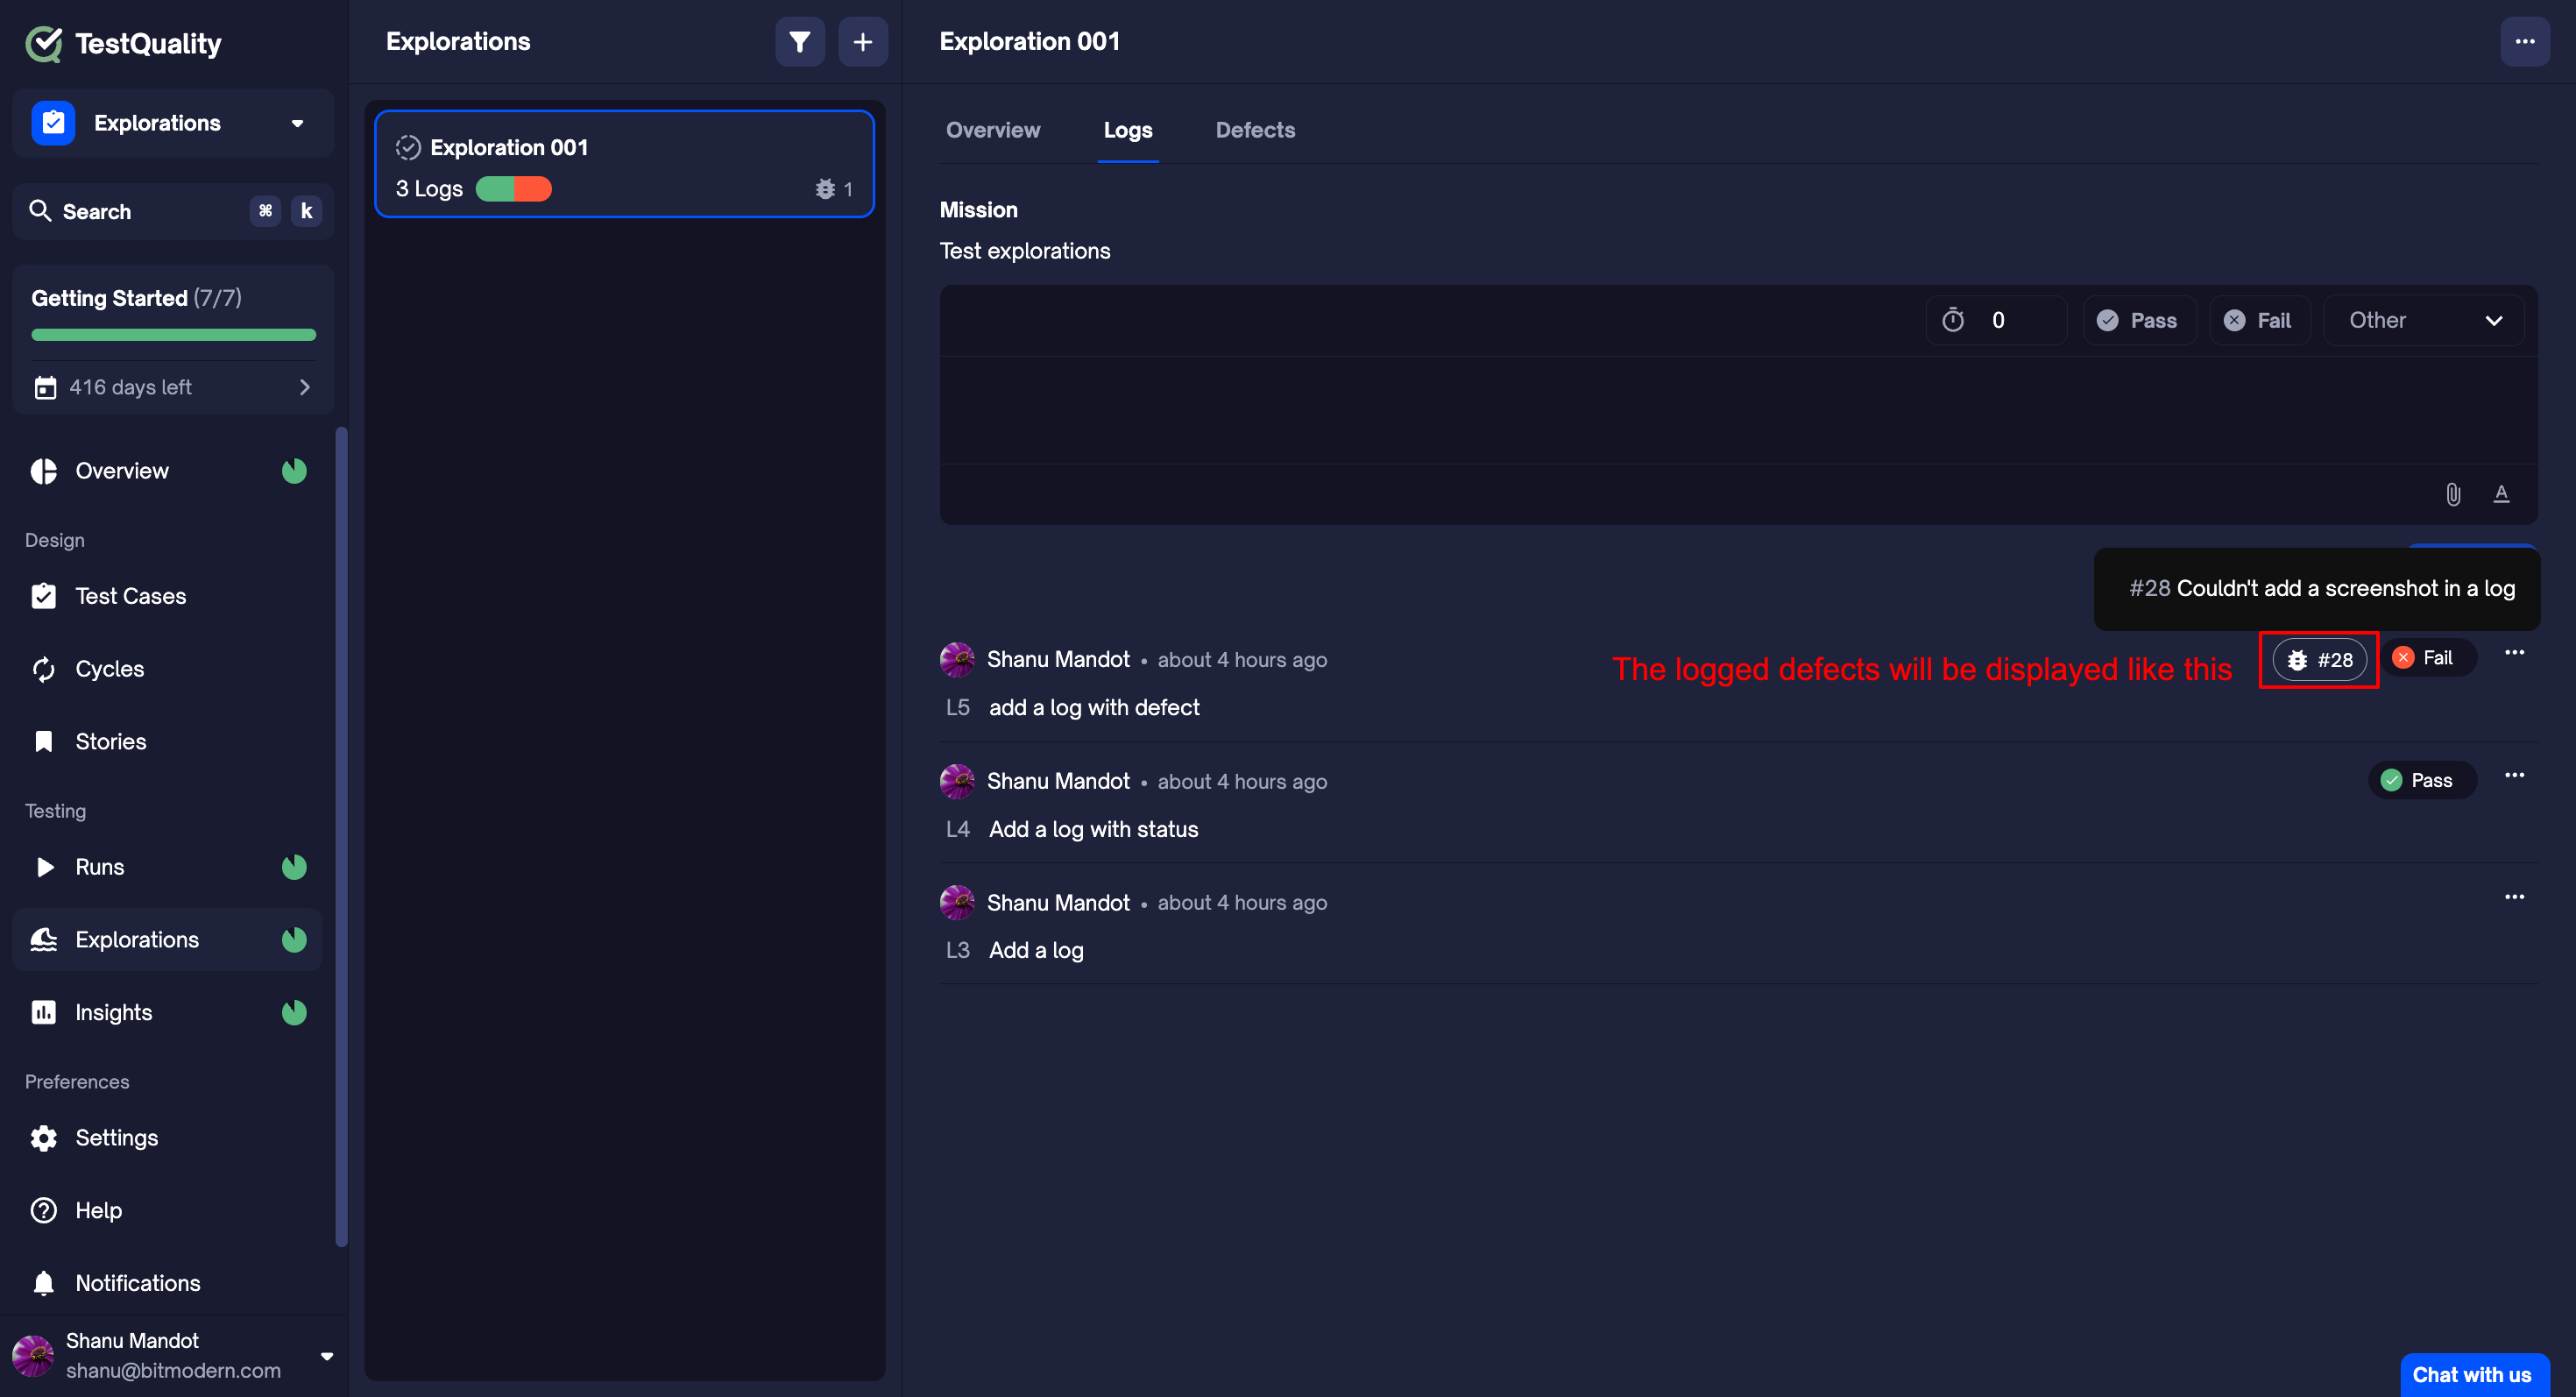 TestQuality
Explorations
Search ⌘ k
Getting Started (7/7)
416 days left
Overview
Design
Test Cases
Cycles
Stories
Testing
Runs
Explorations
Insights
Preferences
Settings
Help
Notifications
Shanu Mandot
shanu@bitmodern.com
Explorations
Exploration 001
3 Logs 1
Exploration 001
Overview Logs Defects
Mission
Test explorations
0 Pass Fail Other
#28 Couldn't add a screenshot in a log
Shanu Mandot • about 4 hours ago
The logged defects will be displayed like this
#28 Fail
L5 add a log with defect
Shanu Mandot • about 4 hours ago Pass
L4 Add a log with status
Shanu Mandot • about 4 hours ago
L3 Add a log
Chat with us